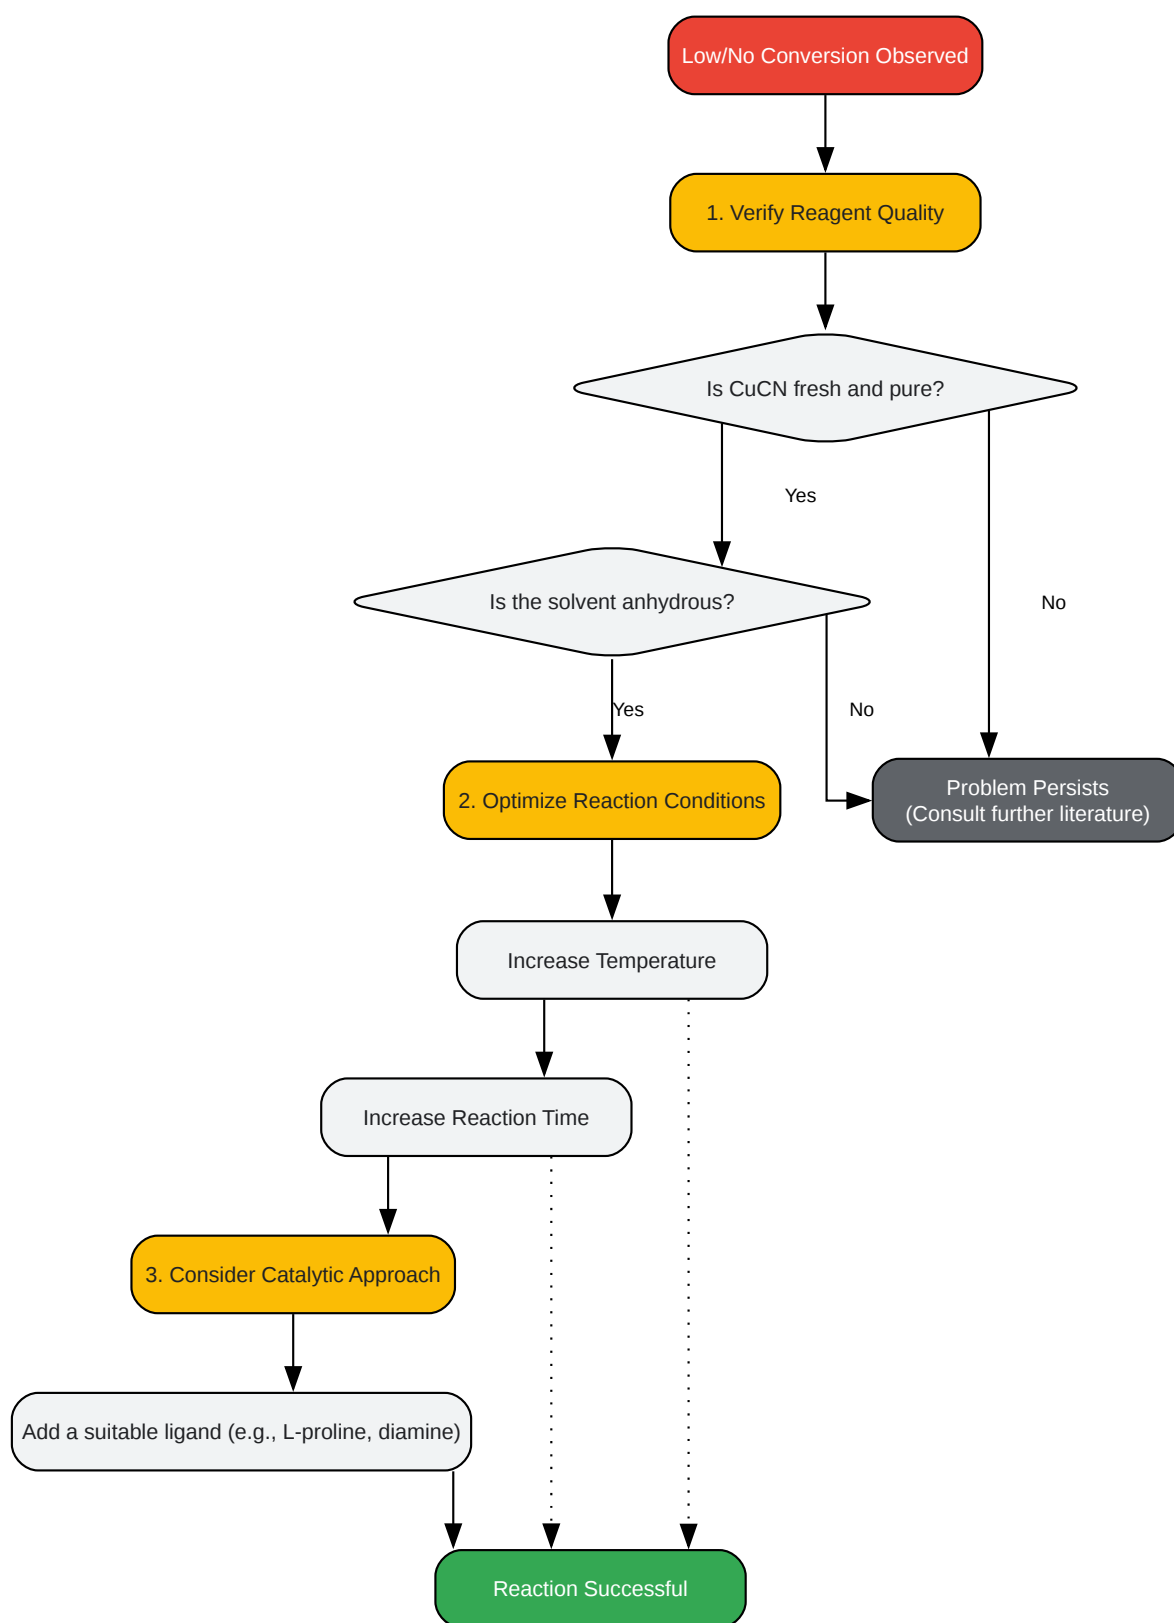 Low/No Conversion Observed
1. Verify Reagent Quality
Is CuCN fresh and pure?
Yes
Is the solvent anhydrous?
No
Yes
No
2. Optimize Reaction Conditions
Problem Persists
(Consult further literature)
Increase Temperature
Increase Reaction Time
3. Consider Catalytic Approach
Add a suitable ligand (e.g., L-proline, diamine)
Reaction Successful